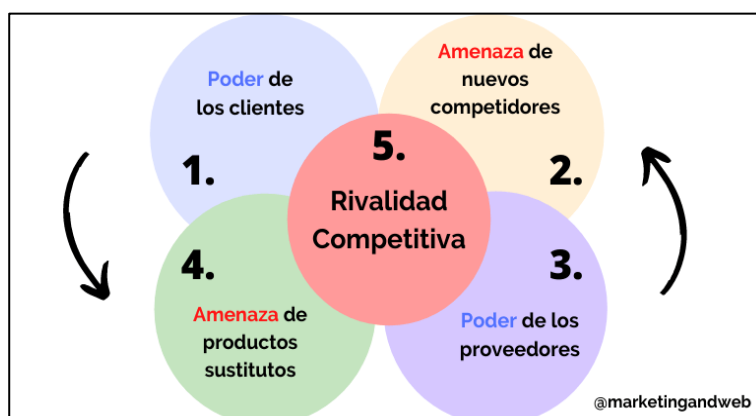 Poder de
los clientes
1.
Amenaza de
nuevos
competidores
2.
5.
Rivalidad
Competitiva
4.
Amenaza de
productos
sustitutos
3.
Poder de los
proveedores
@marketingandweb